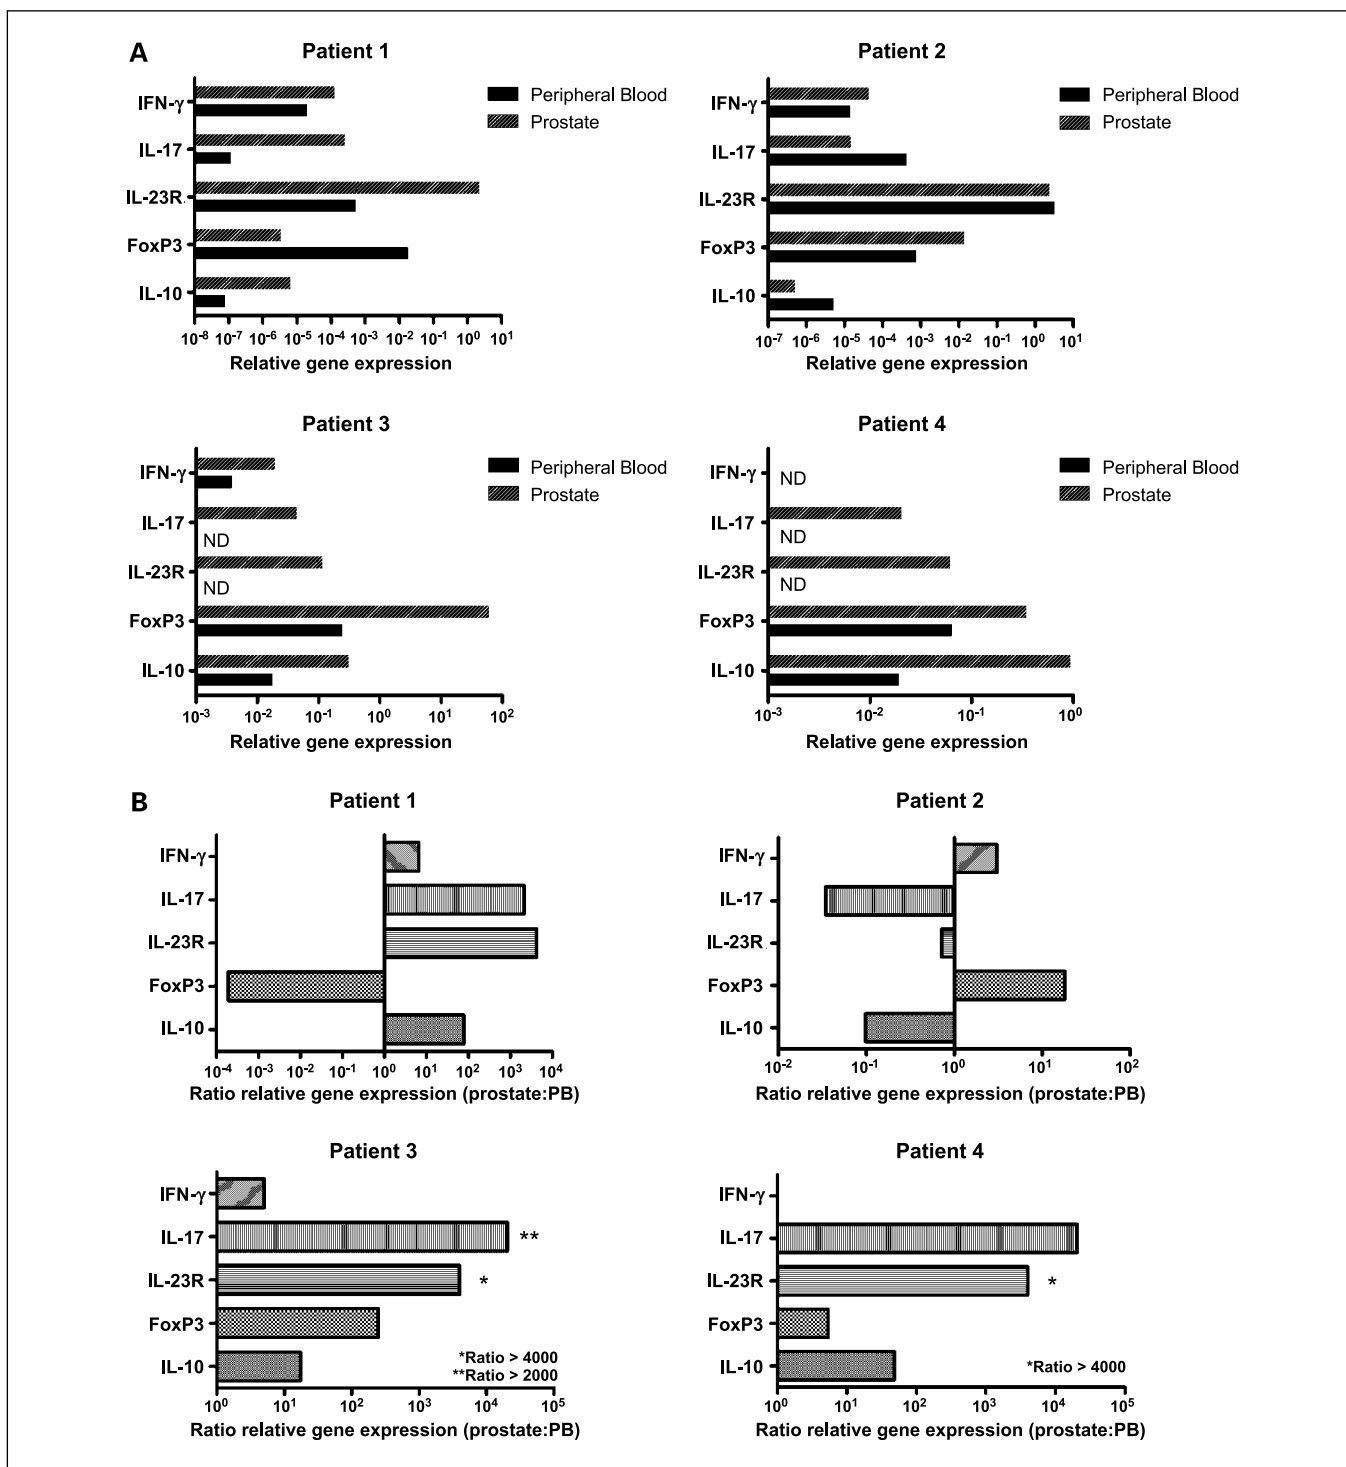 A
Patient 1
IFN-γ
IL-17
IL-23R
FoxP3
IL-10
10-8 10-7 10-6 10-5 10-4 10-3 10-2 10-1 100 101
Relative gene expression
Peripheral Blood
Prostate
Patient 2
IFN-γ
IL-17
IL-23R
FoxP3
IL-10
10-7 10-6 10-5 10-4 10-3 10-2 10-1 100 101
Relative gene expression
Peripheral Blood
Prostate
Patient 3
IFN-γ
IL-17
ND
IL-23R
ND
FoxP3
IL-10
10-3 10-2 10-1 100 101 102
Relative gene expression
Peripheral Blood
Prostate
Patient 4
IFN-γ
ND
IL-17
ND
IL-23R
ND
FoxP3
IL-10
10-3 10-2 10-1 100
Relative gene expression
Peripheral Blood
Prostate
B
Patient 1
IFN-γ
IL-17
IL-23R
FoxP3
IL-10
10-4 10-3 10-2 10-1 100 101 102 103 104
Ratio relative gene expression (prostate:PB)
Patient 2
IFN-γ
IL-17
IL-23R
FoxP3
IL-10
10-2 10-1 100 101 102
Ratio relative gene expression (prostate:PB)
Patient 3
IFN-γ
IL-17 **
IL-23R *
FoxP3
IL-10
*Ratio > 4000
**Ratio > 2000
100 101 102 103 104 105
Ratio relative gene expression (prostate:PB)
Patient 4
IFN-γ
IL-17
IL-23R *
FoxP3
IL-10
*Ratio > 4000
100 101 102 103 104 105
Ratio relative gene expression (prostate:PB)